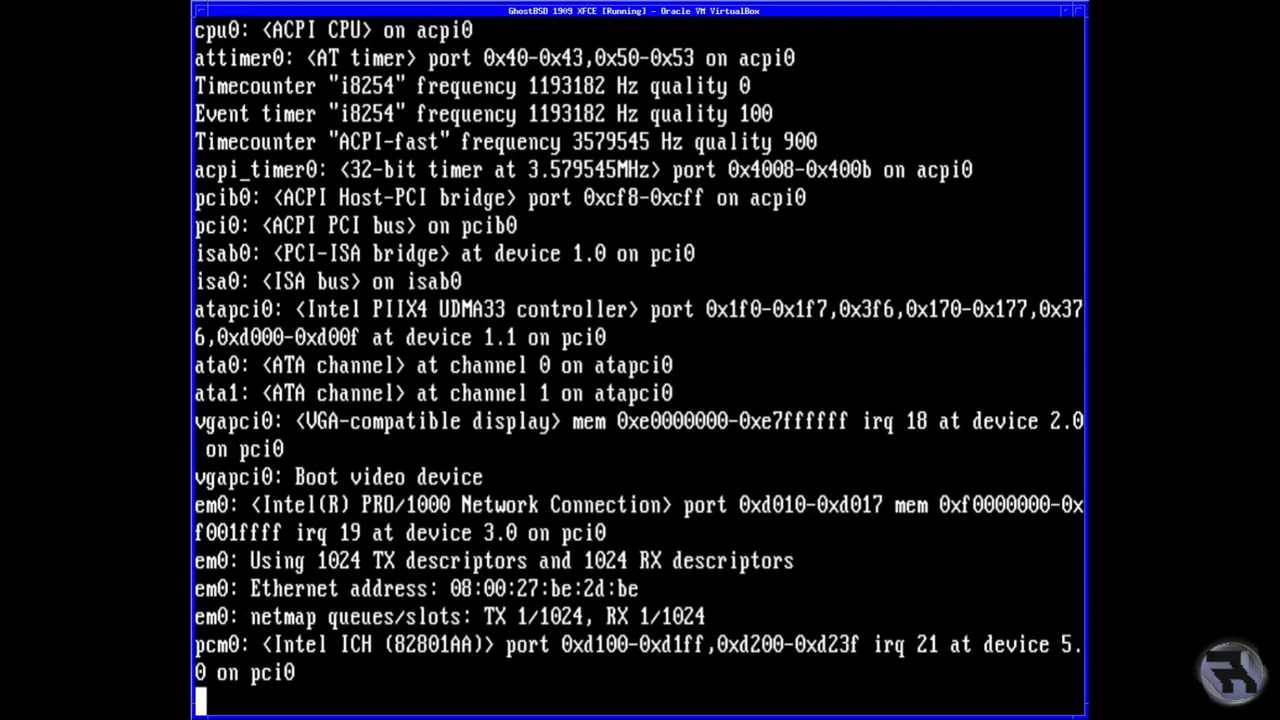 GhostBSD 1909 XFCE [Running] - Oracle VM VirtualBox
cpu0: <ACPI CPU> on acpi0
attimer0: <AT timer> port 0x40-0x43,0x50-0x53 on acpi0
Timecounter "i8254" frequency 1193182 Hz quality 0
Event timer "i8254" frequency 1193182 Hz quality 100
Timecounter "ACPI-fast" frequency 3579545 Hz quality 900
acpi_timer0: <32-bit timer at 3.579545MHz> port 0x4008-0x400b on acpi0
pcib0: <ACPI Host-PCI bridge> port 0xcf8-0xcff on acpi0
pci0: <ACPI PCI bus> on pcib0
isab0: <PCI-ISA bridge> at device 1.0 on pci0
isa0: <ISA bus> on isab0
atapci0: <Intel PIIX4 UDMA33 controller> port 0x1f0-0x1f7,0x3f6,0x170-0x177,0x37
6,0xd000-0xd00f at device 1.1 on pci0
ata0: <ATA channel> at channel 0 on atapci0
ata1: <ATA channel> at channel 1 on atapci0
vgapci0: <VGA-compatible display> mem 0xe0000000-0xe7ffffff irq 18 at device 2.0
 on pci0
vgapci0: Boot video device
em0: <Intel(R) PRO/1000 Network Connection> port 0xd010-0xd017 mem 0xf0000000-0x
f001ffff irq 19 at device 3.0 on pci0
em0: Using 1024 TX descriptors and 1024 RX descriptors
em0: Ethernet address: 08:00:27:be:2d:be
em0: netmap queues/slots: TX 1/1024, RX 1/1024
pcm0: <Intel ICH (82801AA)> port 0xd100-0xd1ff,0xd200-0xd23f irq 21 at device 5.
0 on pci0